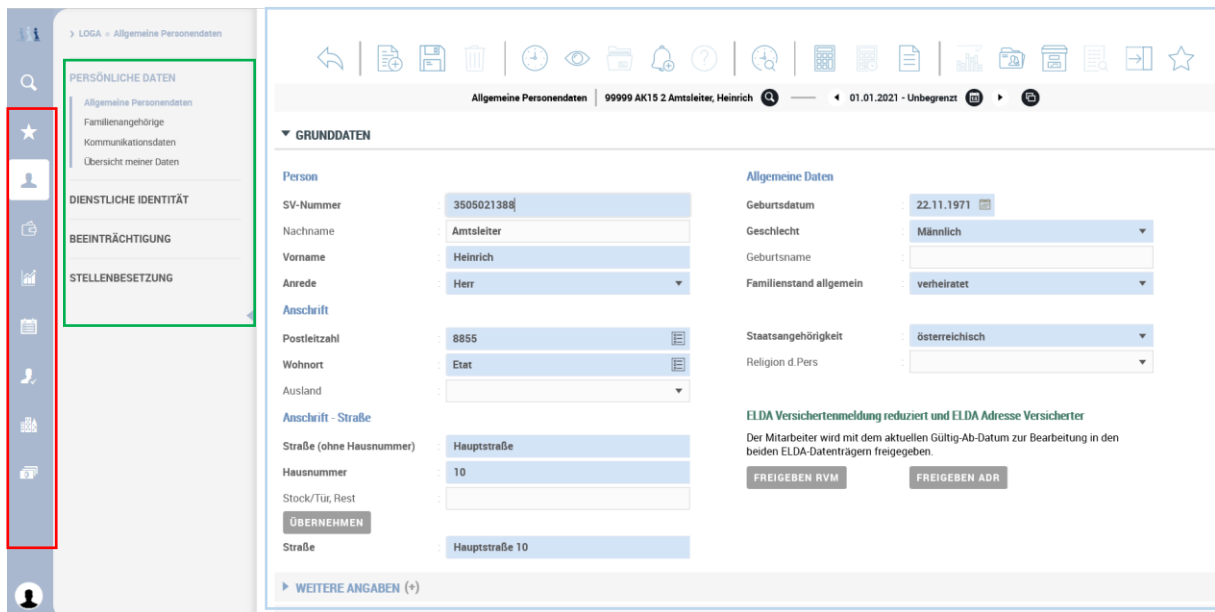 › LOGA » Allgemeine Personendaten
PERSÖNLICHE DATEN
Allgemeine Personendaten
Familienangehörige
Kommunikationsdaten
Übersicht meiner Daten
DIENSTLICHE IDENTITÄT
BEEINTRÄCHTIGUNG
STELLENBESETZUNG
Allgemeine Personendaten 99999 AK15 2 Amtsleiter, Heinrich 01.01.2021 - Unbegrenzt
GRUNDDATEN
Person
SV-Nummer : 3505021388
Nachname : Amtsleiter
Vorname : Heinrich
Anrede : Herr
Anschrift
Postleitzahl : 8855
Wohnort : Etat
Ausland :
Anschrift - Straße
Straße (ohne Hausnummer) : Hauptstraße
Hausnummer : 10
Stock/Tür, Rest :
ÜBERNEHMEN
Straße : Hauptstraße 10
Allgemeine Daten
Geburtsdatum : 22.11.1971
Geschlecht : Männlich
Geburtsname :
Familienstand allgemein : verheiratet
Staatsangehörigkeit : österreichisch
Religion d.Pers :
ELDA Versichertenmeldung reduziert und ELDA Adresse Versicherter
Der Mitarbeiter wird mit dem aktuellen Gültig-Ab-Datum zur Bearbeitung in den
beiden ELDA-Datenträgern freigegeben.
FREIGEBEN RVM FREIGEBEN ADR
WEITERE ANGABEN (+)